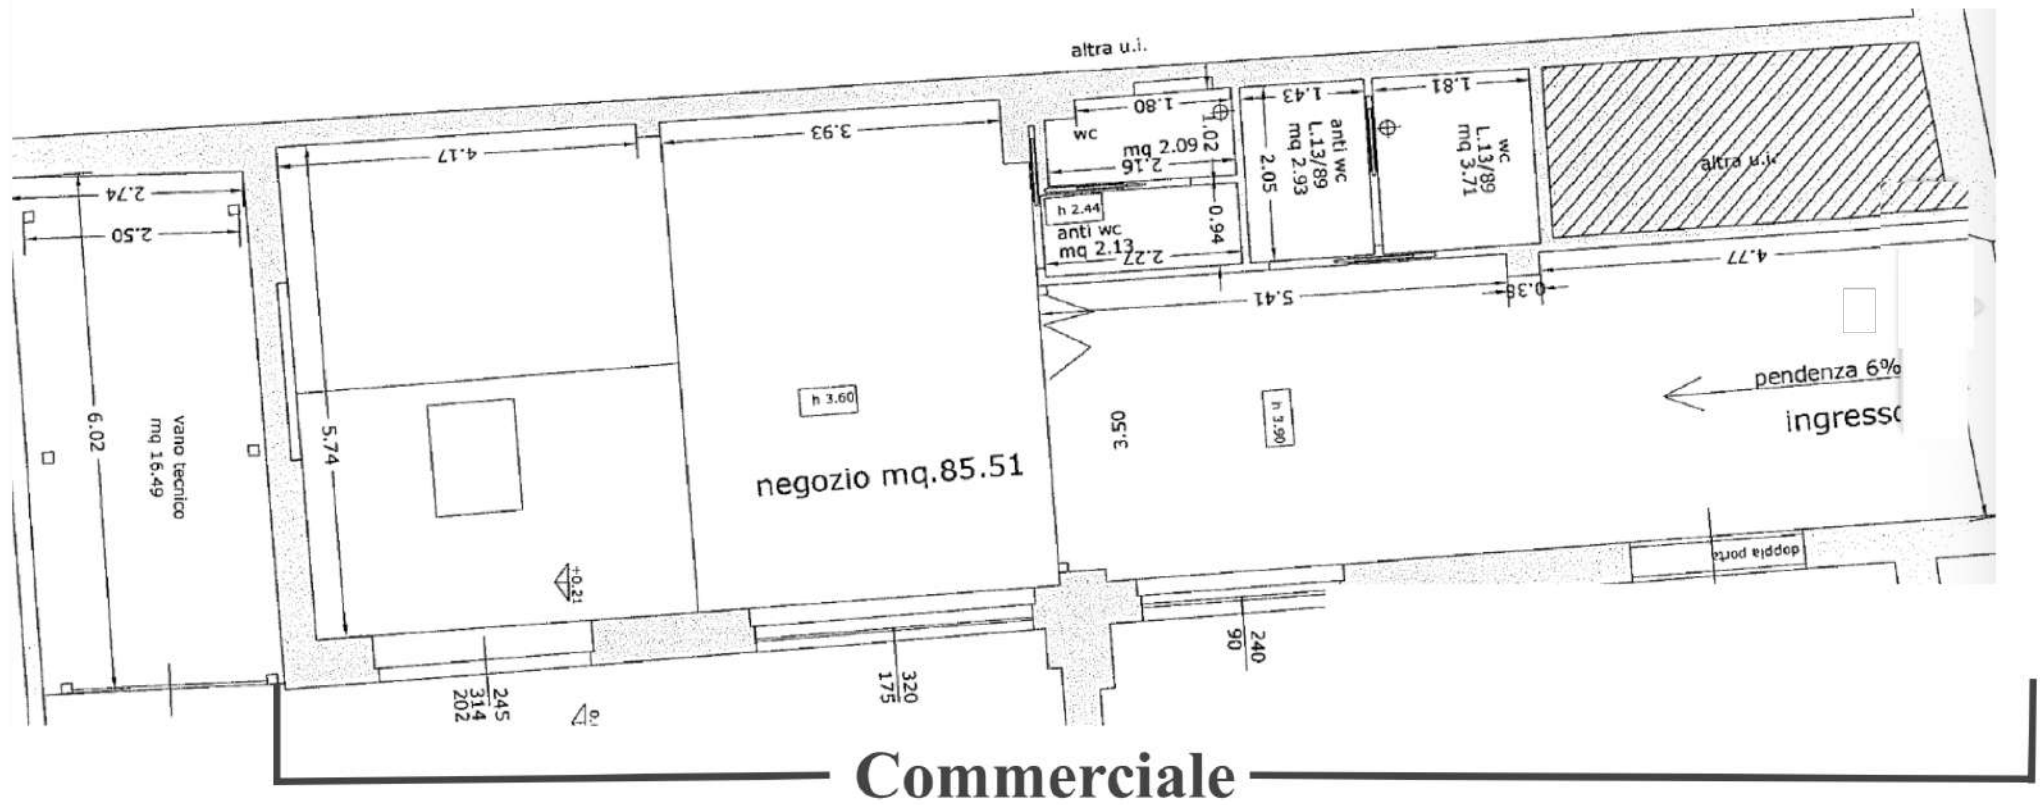 altra u.i.
4.17
3.93
1.80
1.43
1.81
wc
1.02
mq 2.09
2.16
anti wc
L.13/89
mq 2.93
2.05
wc
L.13/89
mq 3.71
altra u.i.
2.74
2.50
h 2.44
anti wc
mq 2.13
0.94
2.27
5.41
0.38
4.77
6.02
vano tecnico
mq 16.49
5.74
h 3.60
3.50
h 3.90
pendenza 6%
ingresso
negozio mq.85.51
+0.21
doppia porta
245
314
202
320
175
240
90
Commerciale